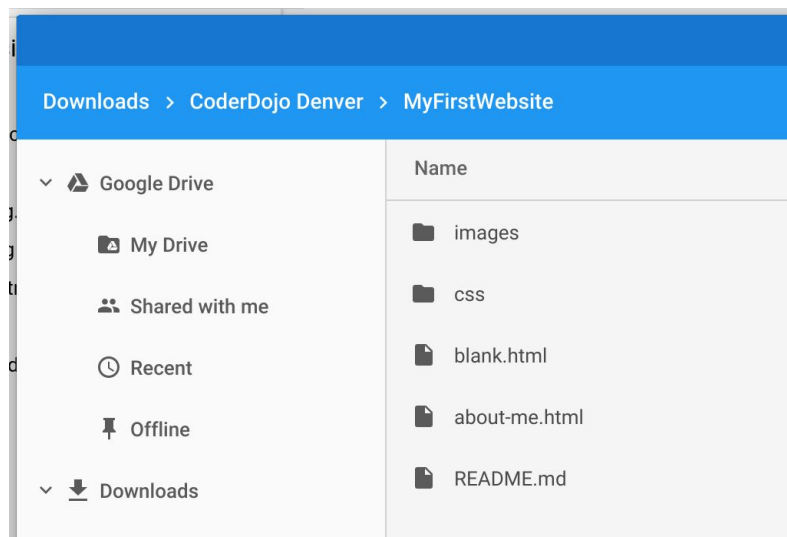 Downloads > CoderDojo Denver > MyFirstWebsite
Google Drive
My Drive
Shared with me
Recent
Offline
Downloads
Name
images
css
blank.html
about-me.html
README.md